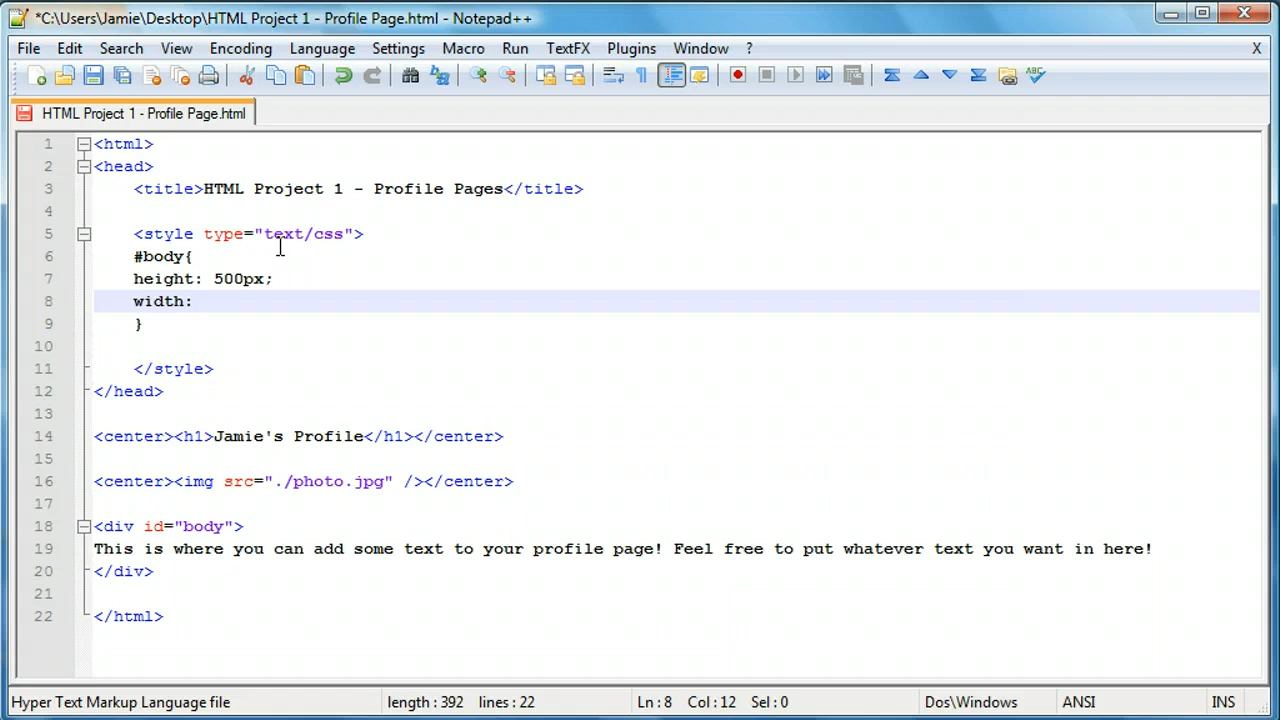 *C:\Users\Jamie\Desktop\HTML Project 1 - Profile Page.html - Notepad++
File Edit Search View Encoding Language Settings Macro Run TextFX Plugins Window ? X
ABC
HTML Project 1 - Profile Page.html
1 <html>
2 <head>
3 <title>HTML Project 1 - Profile Pages</title>
4
5 <style type="text/css">
6 #body{
7 height: 500px;
8 width:
9 }
10
11 </style>
12 </head>
13
14 <center><h1>Jamie's Profile</h1></center>
15
16 <center><img src="./photo.jpg" /></center>
17
18 <div id="body">
19 This is where you can add some text to your profile page! Feel free to put whatever text you want in here!
20 </div>
21
22 </html>
Hyper Text Markup Language file length : 392 lines : 22 Ln : 8 Col : 12 Sel : 0 Dos\Windows ANSI INS